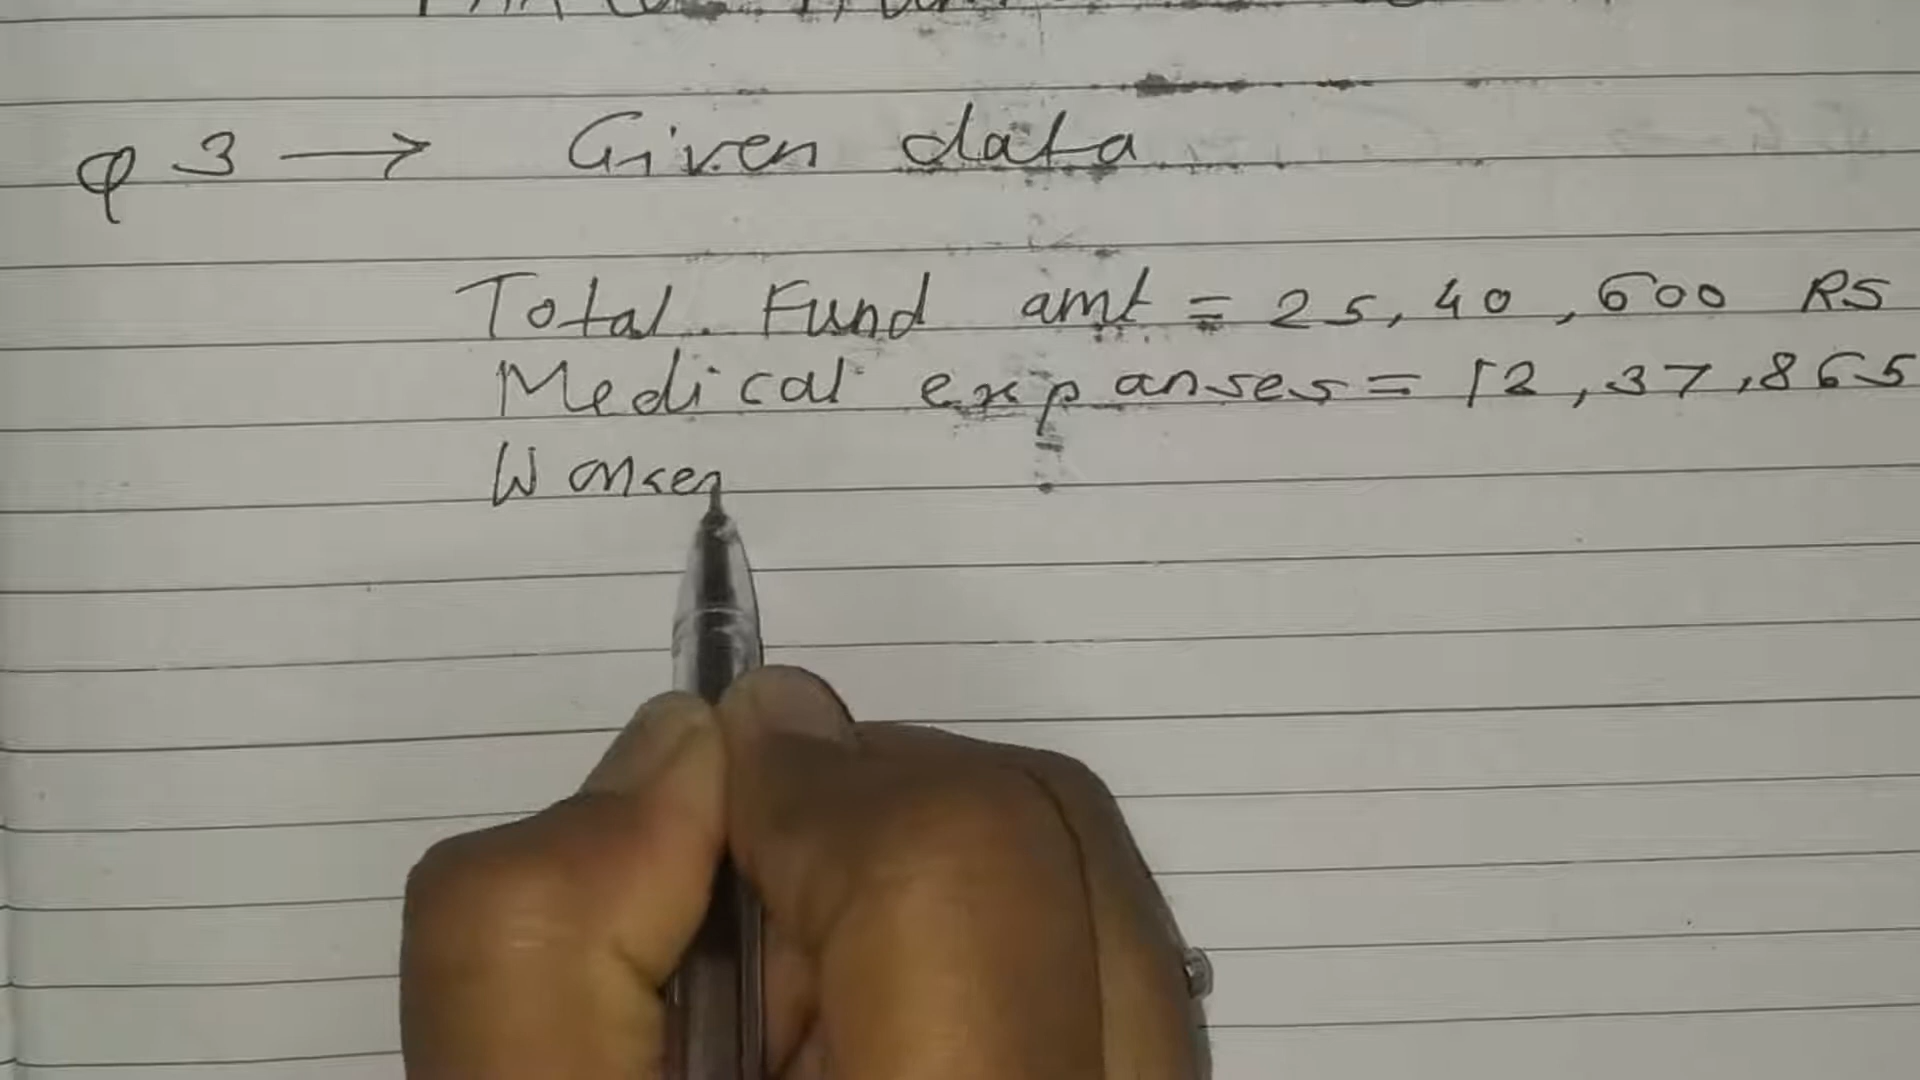 Q 3 → Given data
Total Fund amt = 25,40,600 RS
Medical expanses = 12,37,865
Worker